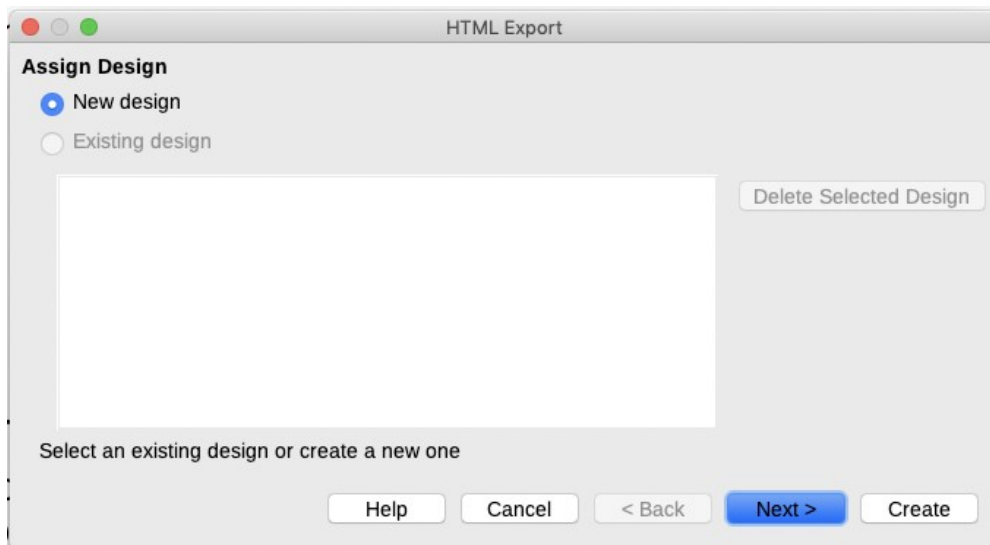 HTML Export
Assign Design
New design
Existing design
Delete Selected Design
Select an existing design or create a new one
Help Cancel < Back Next > Create